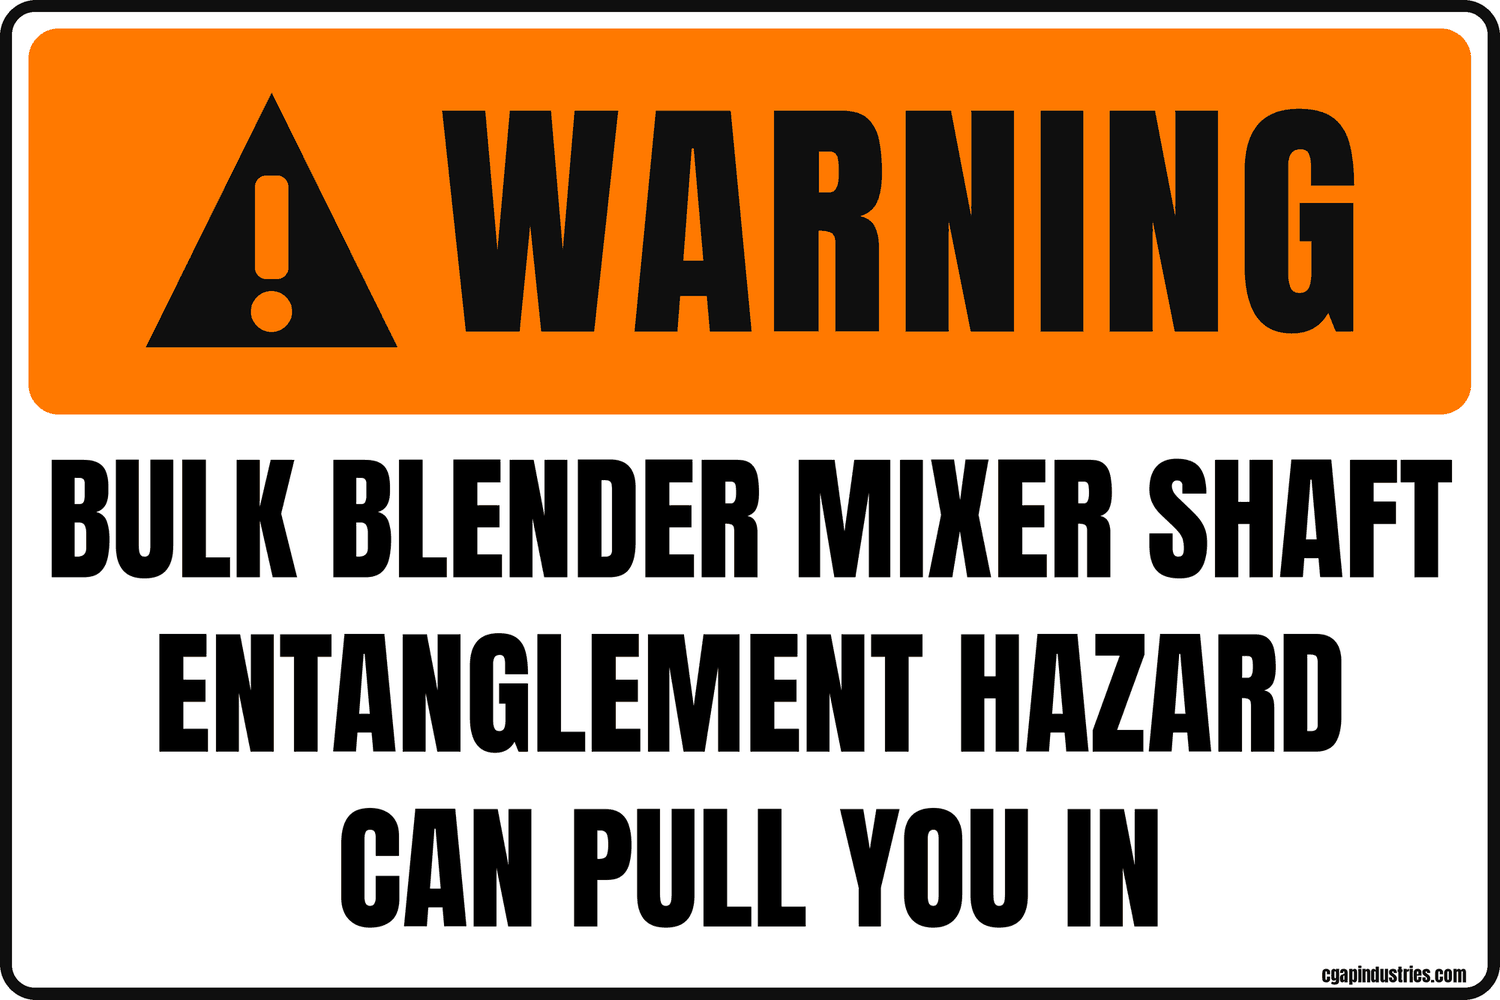 WARNING
BULK BLENDER MIXER SHAFT
ENTANGLEMENT HAZARD
CAN PULL YOU IN
cgapindustries.com